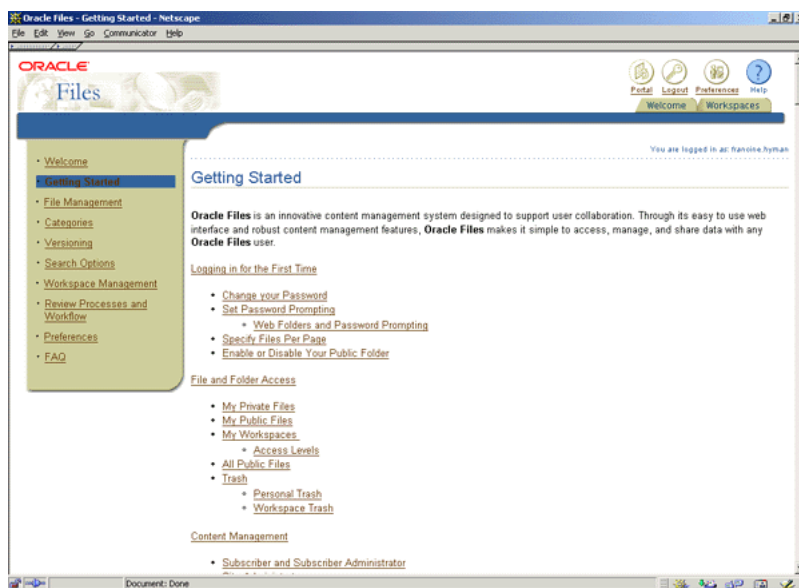 Oracle Files - Getting Started - Netscape
File Edit View Go Communicator Help
ORACLE
Files
Portal Logout Preferences Help
Welcome Workspaces
You are logged in as: francine.hyman
Welcome
Getting Started
File Management
Categories
Versioning
Search Options
Workspace Management
Review Processes and
Workflow
Preferences
FAQ
Getting Started
Oracle Files is an innovative content management system designed to support user collaboration. Through its easy to use web
interface and robust content management features, Oracle Files makes it simple to access, manage, and share data with any
Oracle Files user.
Logging in for the First Time
Change your Password
Set Password Prompting
Web Folders and Password Prompting
Specify Files Per Page
Enable or Disable Your Public Folder
File and Folder Access
My Private Files
My Public Files
My Workspaces
Access Levels
All Public Files
Trash
Personal Trash
Workspace Trash
Content Management
Subscriber and Subscriber Administrator
Document: Done